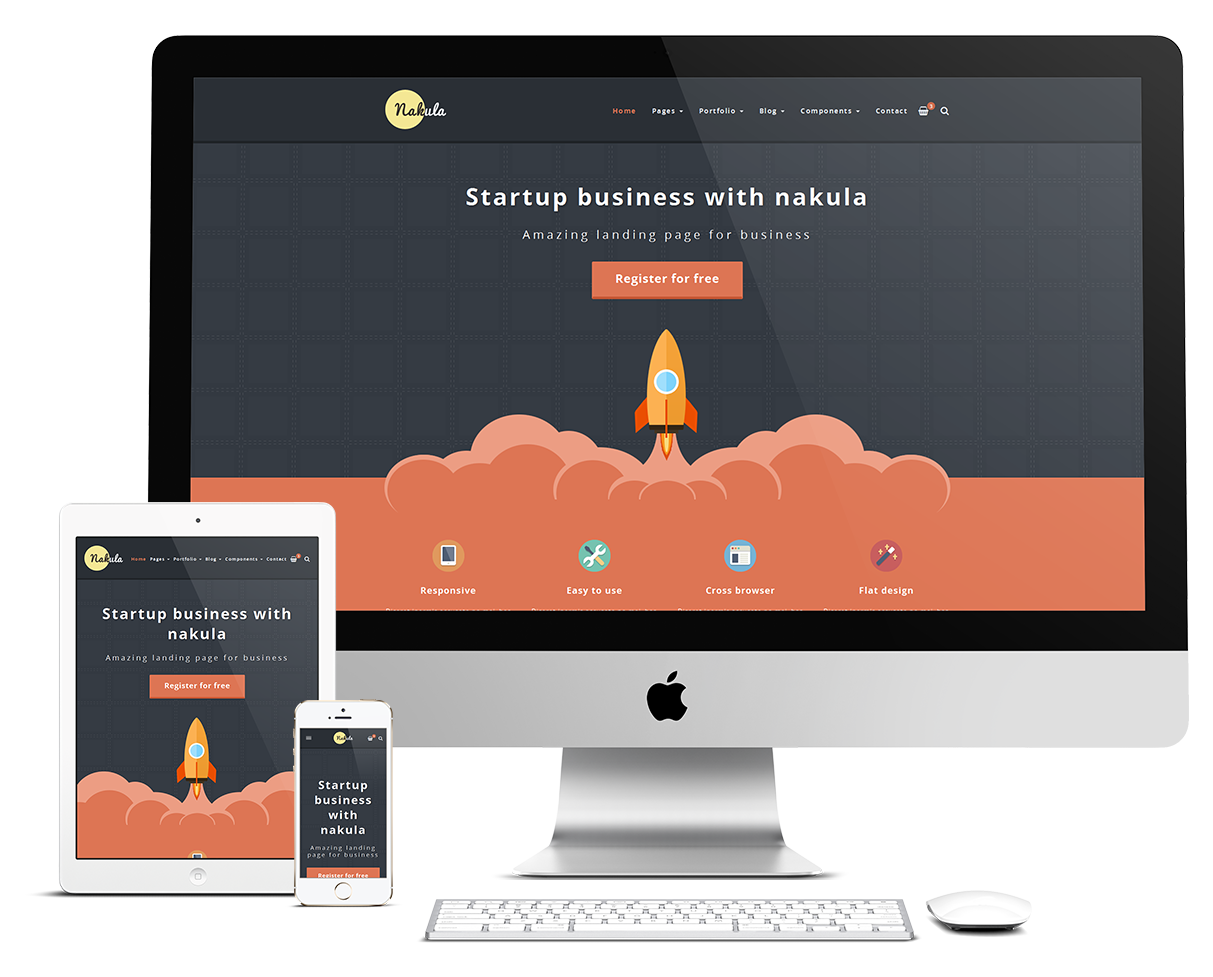 Nakula
Home Pages Portfolio Blog Components Contact 3
Startup business with nakula
Amazing landing page for business
Register for free
Responsive Easy to use Cross browser Flat design
Nakula
Home Pages Portfolio Blog Components Contact
Startup business with
nakula
Amazing landing page for business
Register for free
Nakula
Startup
business
with
nakula
Amazing landing
page for business
Register for free